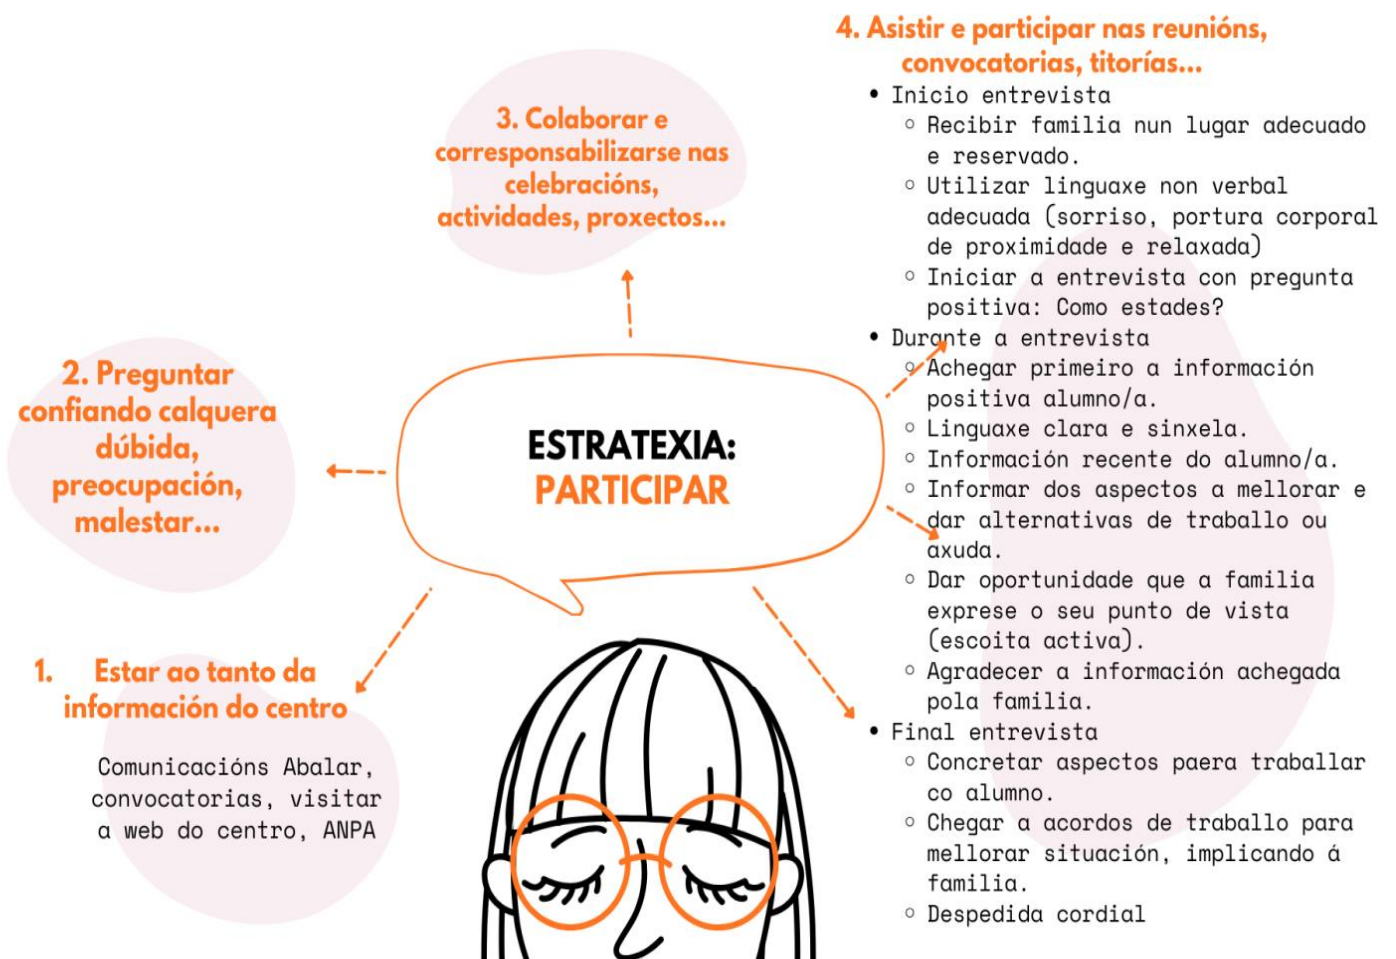 ESTRATEXIA:
PARTICIPAR
1. Estar ao tanto da
información do centro
Comunicacións Abalar,
convocatorias, visitar
a web do centro, ANPA
2. Preguntar
confiando calquera
dúbida,
preocupación,
malestar...
3. Colaborar e
corresponsabilizarse nas
celebracións,
actividades, proxectos...
4. Asistir e participar nas reunións,
convocatorias, titorías...
• Inicio entrevista
◦ Recibir familia nun lugar adecuado
e reservado.
◦ Utilizar linguaxe non verbal
adecuada (sorriso, portura corporal
de proximidade e relaxada)
◦ Iniciar a entrevista con pregunta
positiva: Como estades?
• Durante a entrevista
◦ Achegar primeiro a información
positiva alumno/a.
◦ Linguaxe clara e sinxela.
◦ Información recente do alumno/a.
◦ Informar dos aspectos a mellorar e
dar alternativas de traballo ou
axuda.
◦ Dar oportunidade que a familia
exprese o seu punto de vista
(escoita activa).
◦ Agradecer a información achegada
pola familia.
• Final entrevista
◦ Concretar aspectos paera traballar
co alumno.
◦ Chegar a acordos de traballo para
mellorar situación, implicando á
familia.
◦ Despedida cordial